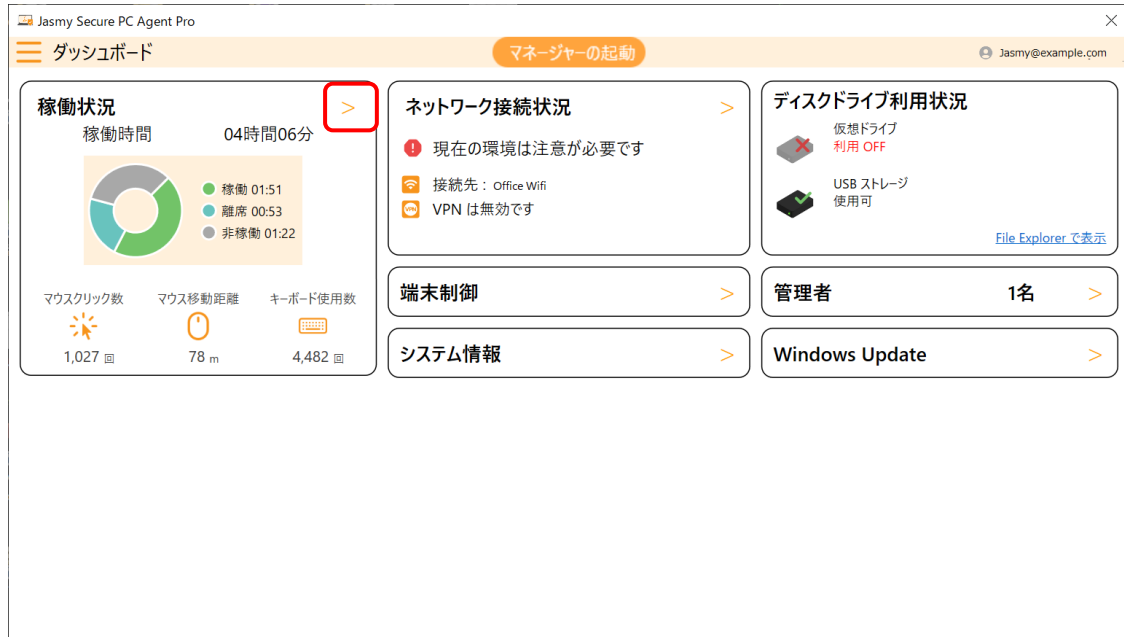 Jasmy Secure PC Agent Pro
ダッシュボード
マネージャーの起動
Jasmy@example.com
稼働状況
稼働時間 04時間06分
稼働 01:51
離席 00:53
非稼働 01:22
マウスクリック数 マウス移動距離 キーボード使用数
1,027 回 78 m 4,482 回
ネットワーク接続状況
現在の環境は注意が必要です
接続先： Office Wifi
VPN
VPN は無効です
ディスクドライブ利用状況
仮想ドライブ
利用 OFF
USB ストレージ
使用可
File Explorer で表示
端末制御
管理者 1名
システム情報
Windows Update